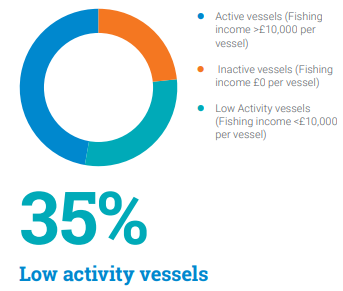 Active vessels (Fishing
income >£10,000 per
vessel)
Inactive vessels (Fishing
income £0 per vessel)
Low Activity vessels
(Fishing income <£10,000
per vessel)
35%
Low activity vessels